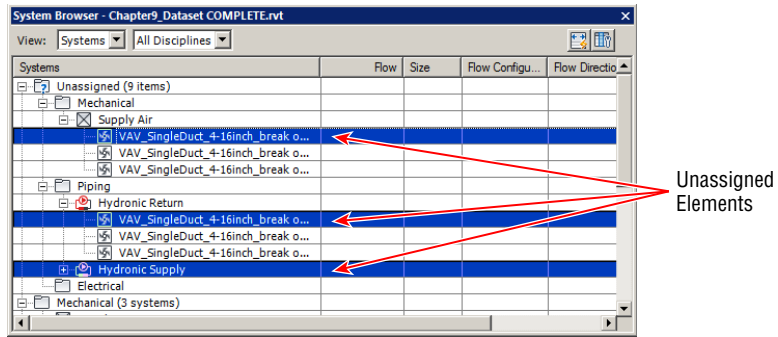 System Browser - Chapter9_Dataset COMPLETE.rvt
View: Systems All Disciplines
Systems Flow Size Flow Configu... Flow Directio
Unassigned (9 items)
Mechanical
Supply Air
VAV_SingleDuct_4-16inch_break o...
VAV_SingleDuct_4-16inch_break o...
VAV_SingleDuct_4-16inch_break o...
Piping
Hydronic Return
VAV_SingleDuct_4-16inch_break o...
VAV_SingleDuct_4-16inch_break o...
VAV_SingleDuct_4-16inch_break o...
Hydronic Supply
Electrical
Mechanical (3 systems)
Unassigned
Elements